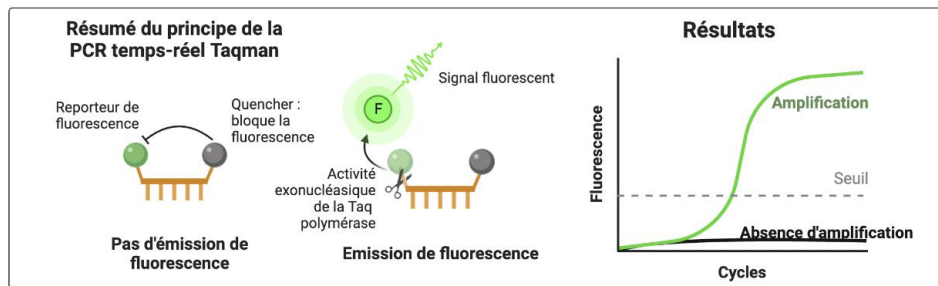 Résumé du principe de la
PCR temps-réel Taqman
Reporteur de
fluorescence
Quencher :
bloque la
fluorescence
Pas d'émission de
fluorescence
F
Signal fluorescent
Activité
exonucléasique
de la Taq
polymérase
Emission de fluorescence
Résultats
Fluorescence
Amplification
Seuil
Absence d'amplification
Cycles